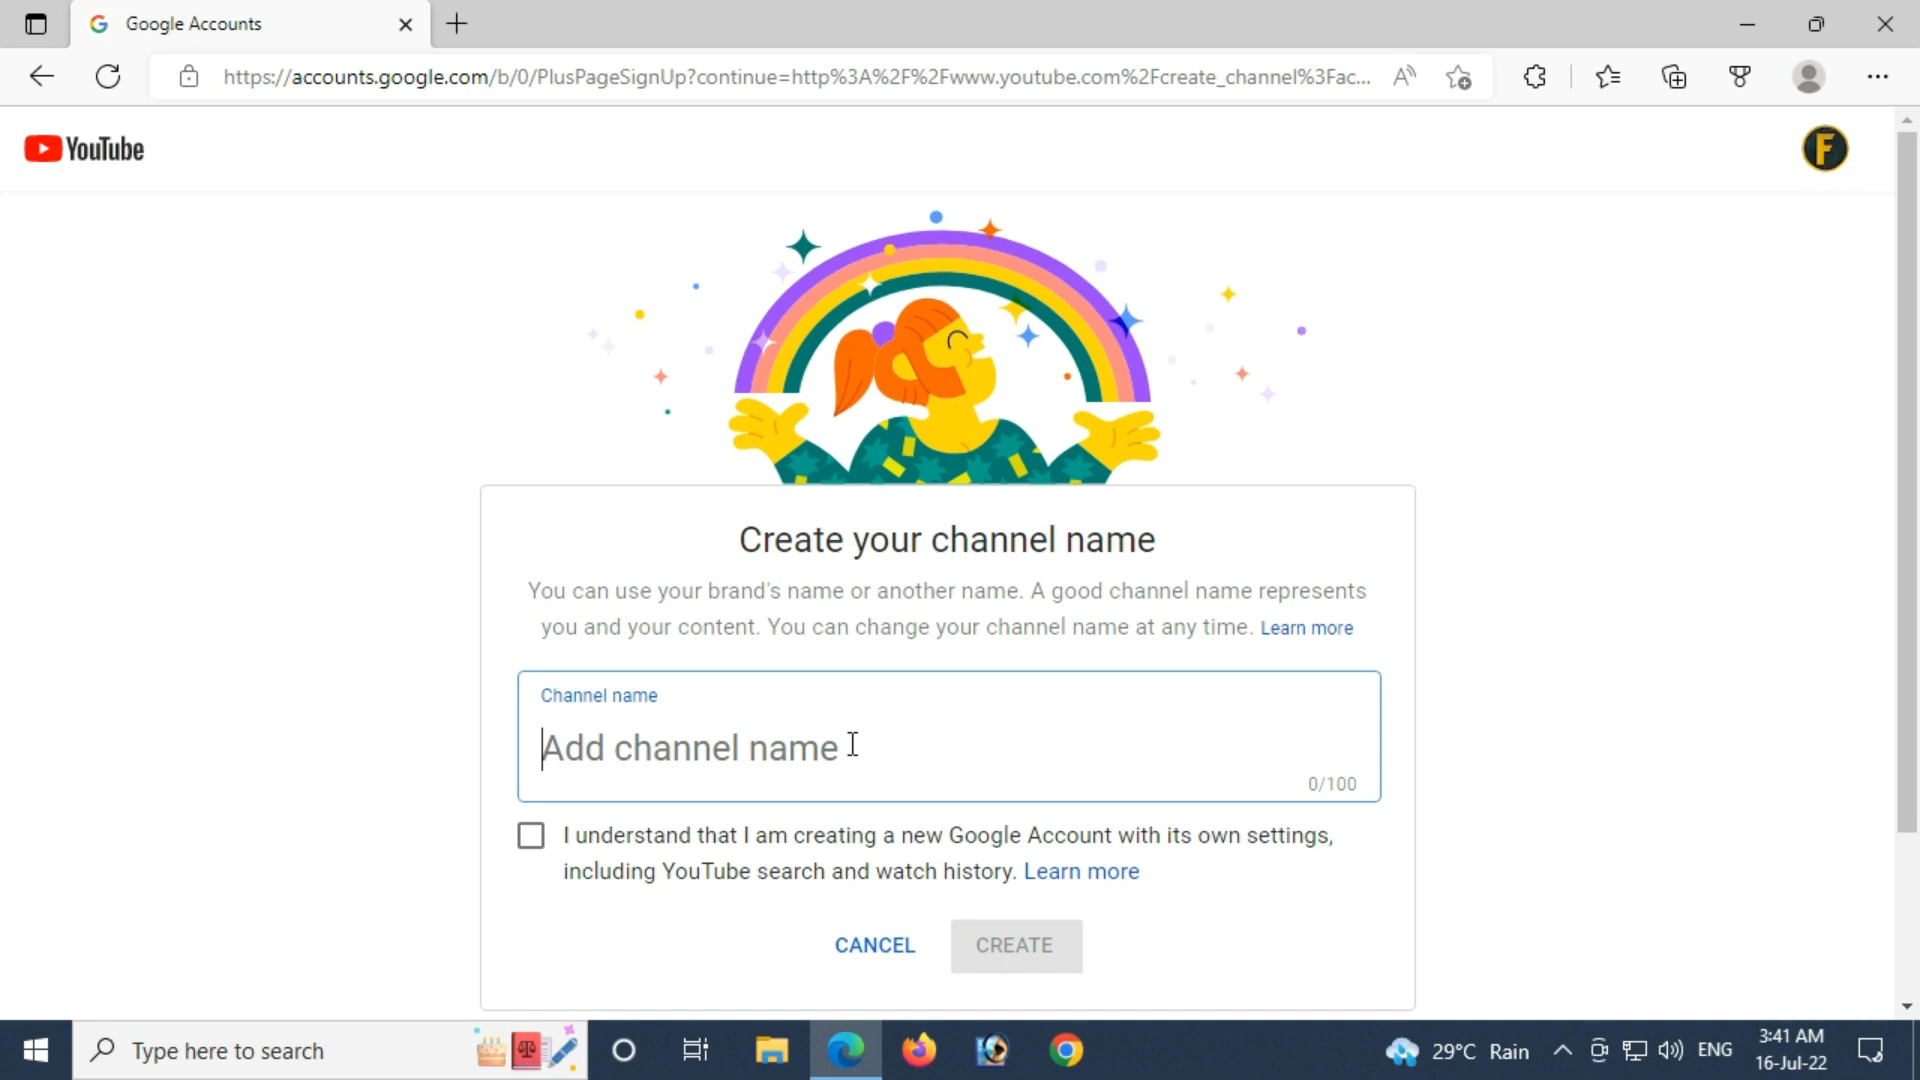 Google Accounts
https://accounts.google.com/b/0/PlusPageSignUp?continue=http%3A%2F%2Fwww.youtube.com%2Fcreate_channel%3Fac...
YouTube
F
Create your channel name
You can use your brand's name or another name. A good channel name represents
you and your content. You can change your channel name at any time. Learn more
Channel name
Add channel name
0/100
I understand that I am creating a new Google Account with its own settings,
including YouTube search and watch history. Learn more
CANCEL CREATE
Type here to search
29°C Rain
ENG
3:41 AM
16-Jul-22